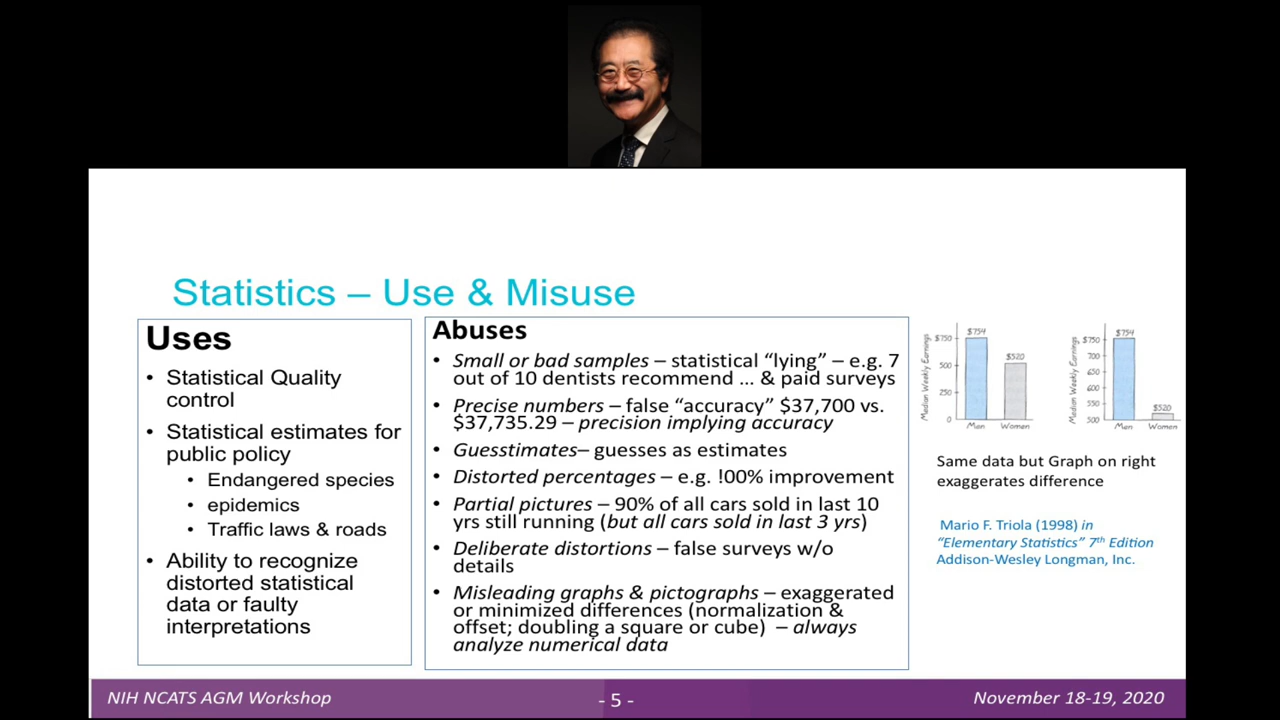 Statistics – Use & Misuse
Uses
• Statistical Quality
control
• Statistical estimates for
public policy
• Endangered species
• epidemics
• Traffic laws & roads
• Ability to recognize
distorted statistical
data or faulty
interpretations
Abuses
• Small or bad samples – statistical “lying” – e.g. 7
out of 10 dentists recommend ... & paid surveys
• Precise numbers – false “accuracy” $37,700 vs.
$37,735.29 – precision implying accuracy
• Guesstimates– guesses as estimates
• Distorted percentages – e.g. !00% improvement
• Partial pictures – 90% of all cars sold in last 10
yrs still running (but all cars sold in last 3 yrs)
• Deliberate distortions – false surveys w/o
details
• Misleading graphs & pictographs – exaggerated
or minimized differences (normalization &
offset; doubling a square or cube) – always
analyze numerical data
Median Weekly Earnings
$754
$750
$520
500
250
0
Men Women
Median Weekly Earnings
$754
$750
700
650
600
550
$520
500
Men Women
Same data but Graph on right
exaggerates difference
Mario F. Triola (1998) in
“Elementary Statistics” 7th Edition
Addison-Wesley Longman, Inc.
NIH NCATS AGM Workshop
- 5 -
November 18-19, 2020